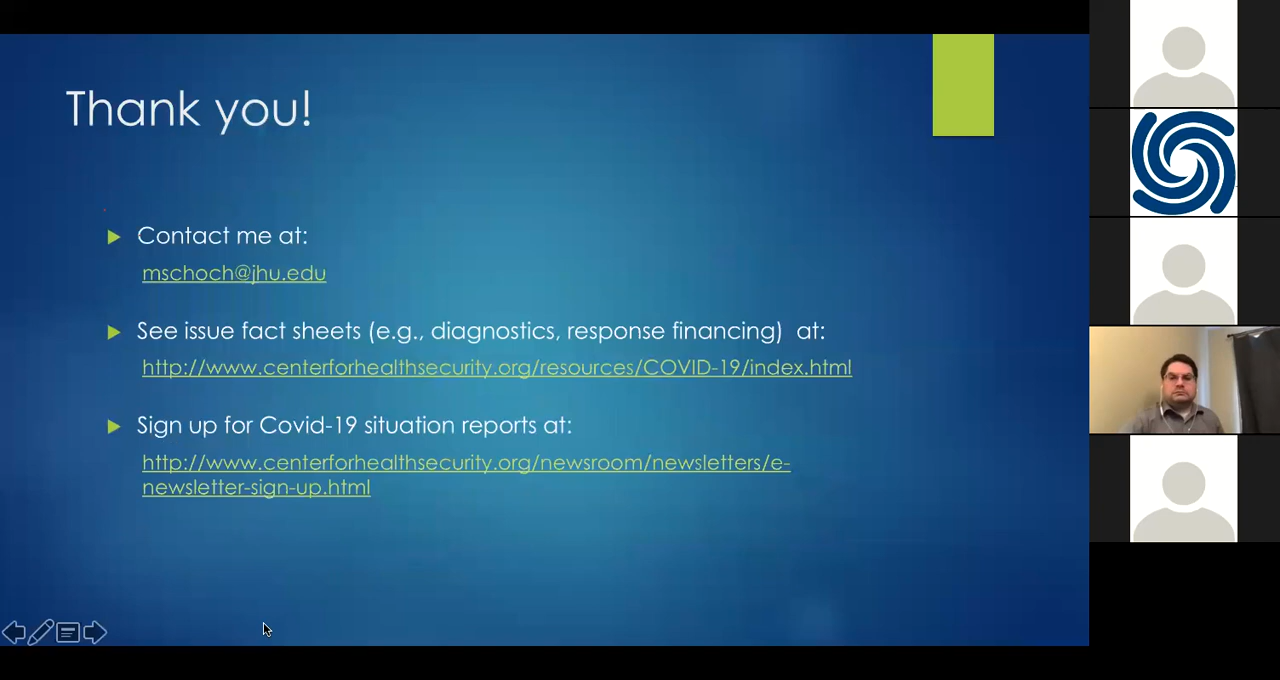 Thank you!
Contact me at:
mschoch@jhu.edu
See issue fact sheets (e.g., diagnostics, response financing)  at:
http://www.centerforhealthsecurity.org/resources/COVID-19/index.html
Sign up for Covid-19 situation reports at:
http://www.centerforhealthsecurity.org/newsroom/newsletters/e-
newsletter-sign-up.html